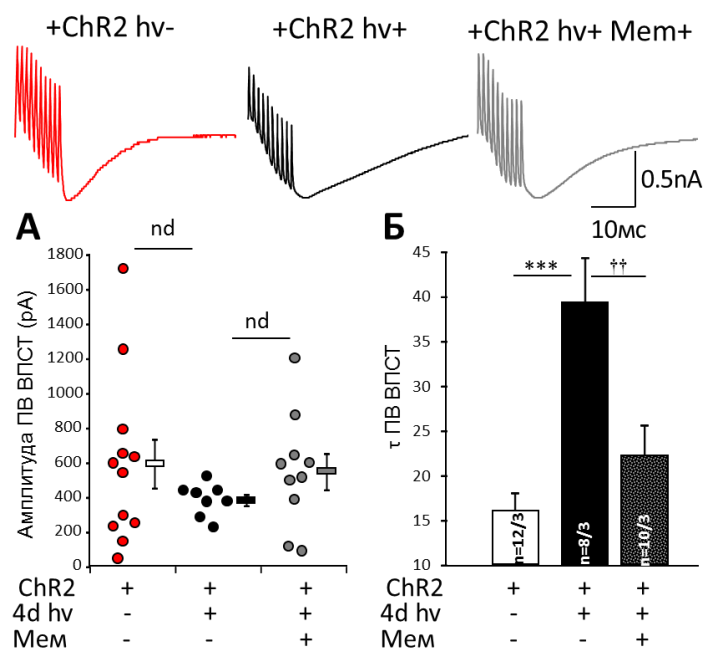 +ChR2 hv-
+ChR2 hv+
+ChR2 hv+ Mem+
0.5nA
10мс
А
Амплитуда ПВ ВПСТ (pA)
1800
1600
1400
1200
1000
800
600
400
200
0
nd
nd
ChR2 + + +
4d hv - + +
Мем - - +
Б
τ ПВ ВПСТ
45
40
35
30
25
20
15
10
*** ††
n=12/3
n=8/3
n=10/3
ChR2 + + +
4d hv - + +
Мем - - +